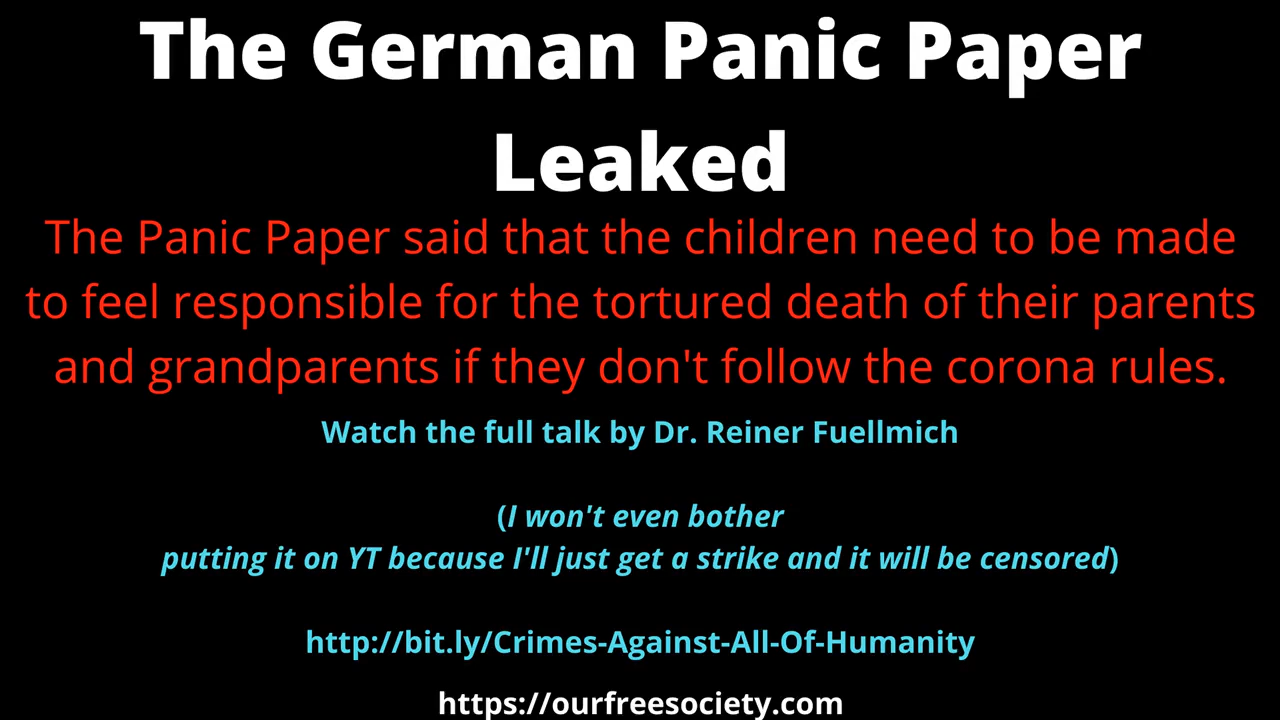 The German Panic Paper
Leaked
The Panic Paper said that the children need to be made
to feel responsible for the tortured death of their parents
and grandparents if they don't follow the corona rules.
Watch the full talk by Dr. Reiner Fuellmich
(I won't even bother
putting it on YT because I'll just get a strike and it will be censored)
http://bit.ly/Crimes-Against-All-Of-Humanity
https://ourfreesociety.com